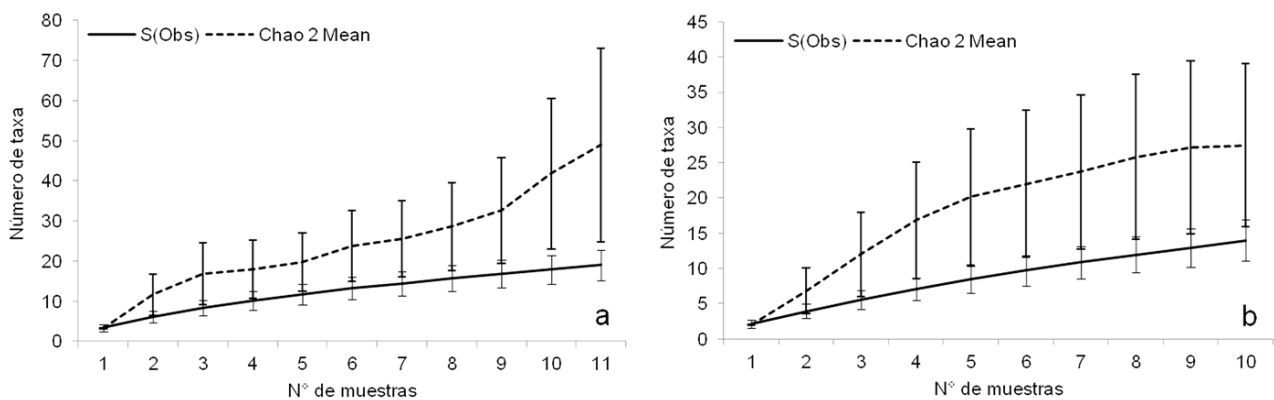 S(Obs) Chao 2 Mean
Número de taxa
80
70
60
50
40
30
20
10
0
1 2 3 4 5 6 7 8 9 10 11
N° de muestras
a
S(Obs) Chao 2 Mean
Número de taxa
45
40
35
30
25
20
15
10
5
0
1 2 3 4 5 6 7 8 9 10
N° de muestras
b